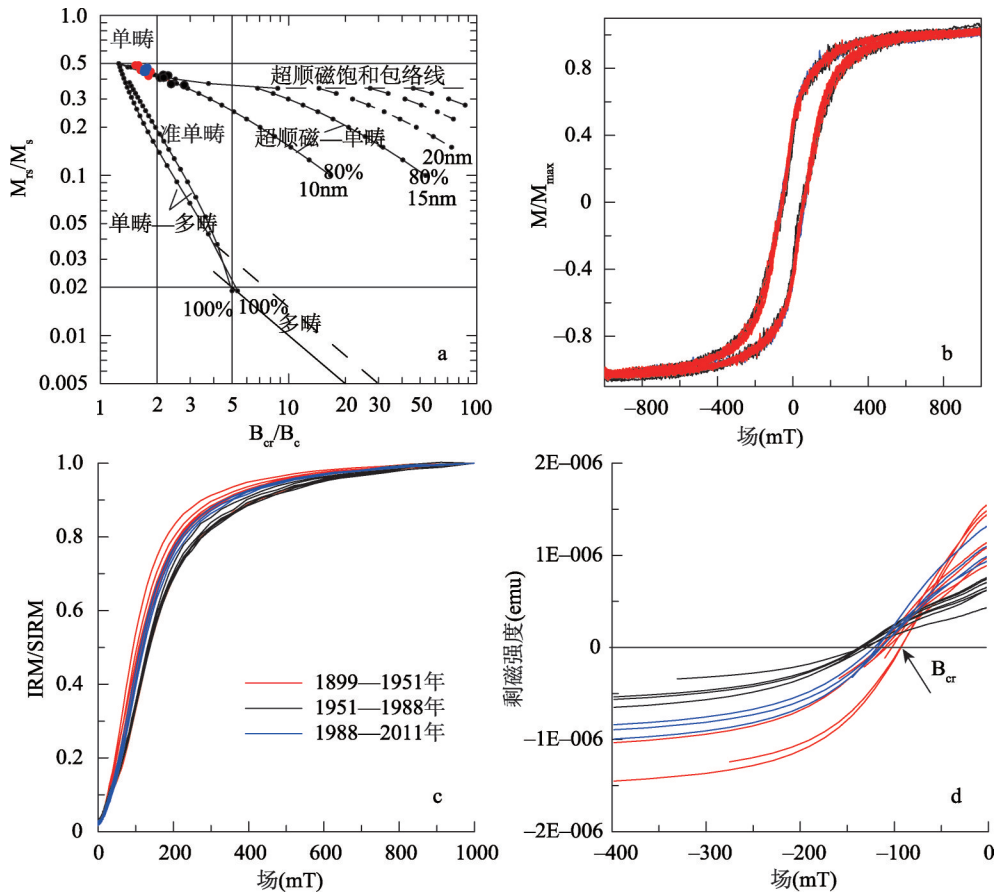 a
1.0
0.5
0.3
0.2
0.1
0.05
0.03
0.02
0.01
0.005
Mrs/Ms
单畴
超顺磁饱和包络线
准单畴
超顺磁—单畴
20nm
80%
10nm
80%
15nm
单畴—多畴
100%
100%
多畴
1 2 3 4 5 10 20 30 100
Bcr/Bc
b
0.8
0.4
0
−0.4
−0.8
M/Mmax
−800 −400 0 400 800
场(mT)
c
1.0
0.8
0.6
0.4
0.2
0
IRM/SIRM
1899—1951年
1951—1988年
1988—2011年
0 200 400 600 800 1000
场(mT)
d
2E−006
1E−006
0
−1E−006
−2E−006
剩磁强度(emu)
Bcr
−400 −300 −200 −100 0
场(mT)